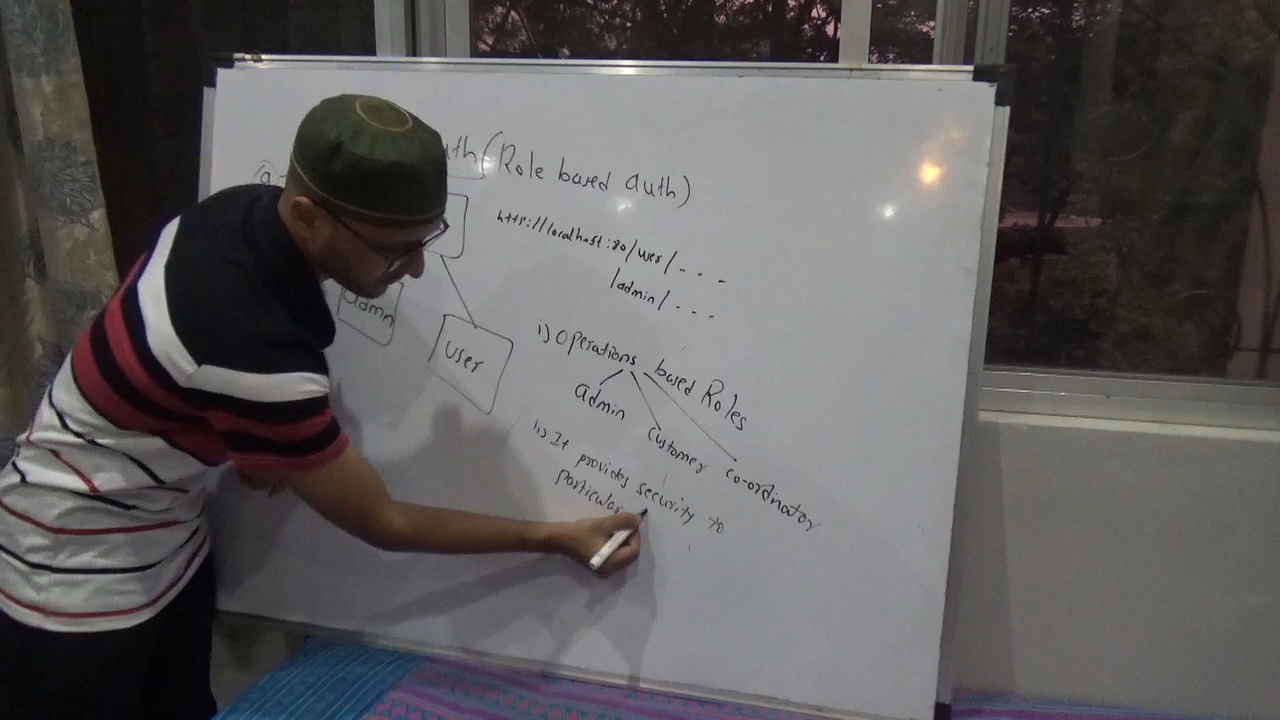 (Role based auth)
http://localhost:80/user/- - -
/admin/- - -
admn
user
i) Operations based Roles
admin
customer
co-ordinator
ii) It provides security to
particular